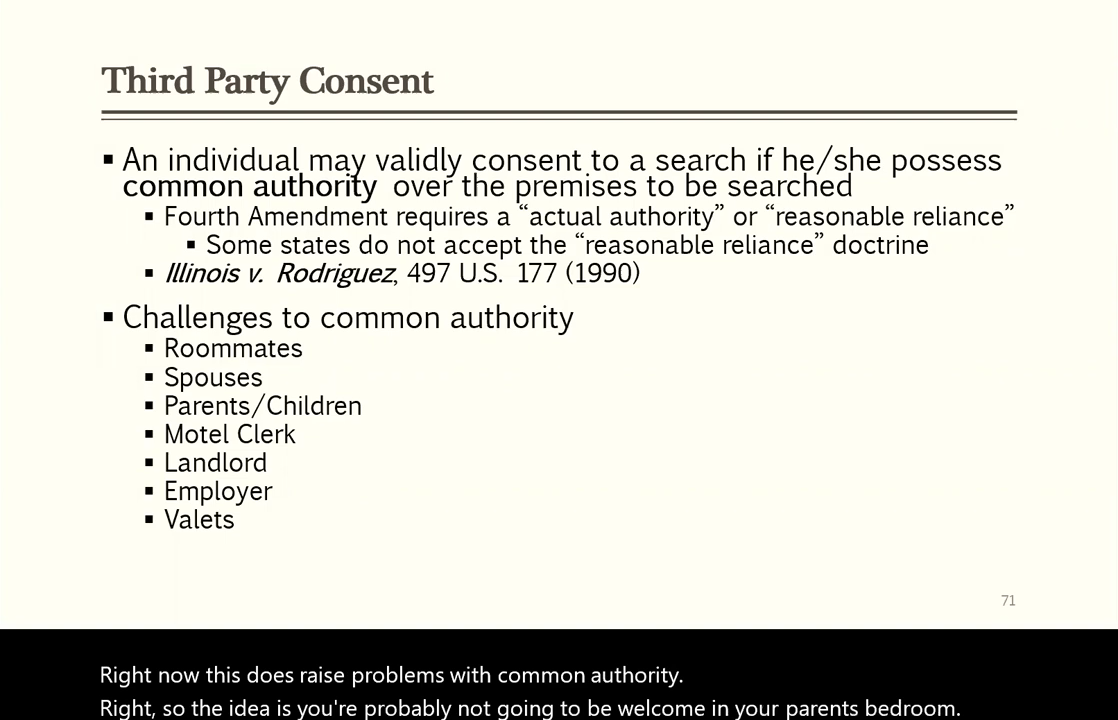 Third Party Consent
▪ An individual may validly consent to a search if he/she possess
common authority over the premises to be searched
▪ Fourth Amendment requires a “actual authority” or “reasonable reliance”
▪ Some states do not accept the “reasonable reliance” doctrine
▪ Illinois v. Rodriguez, 497 U.S. 177 (1990)
▪ Challenges to common authority
▪ Roommates
▪ Spouses
▪ Parents/Children
▪ Motel Clerk
▪ Landlord
▪ Employer
▪ Valets
71
Right now this does raise problems with common authority.
Right, so the idea is you're probably not going to be welcome in your parents bedroom.